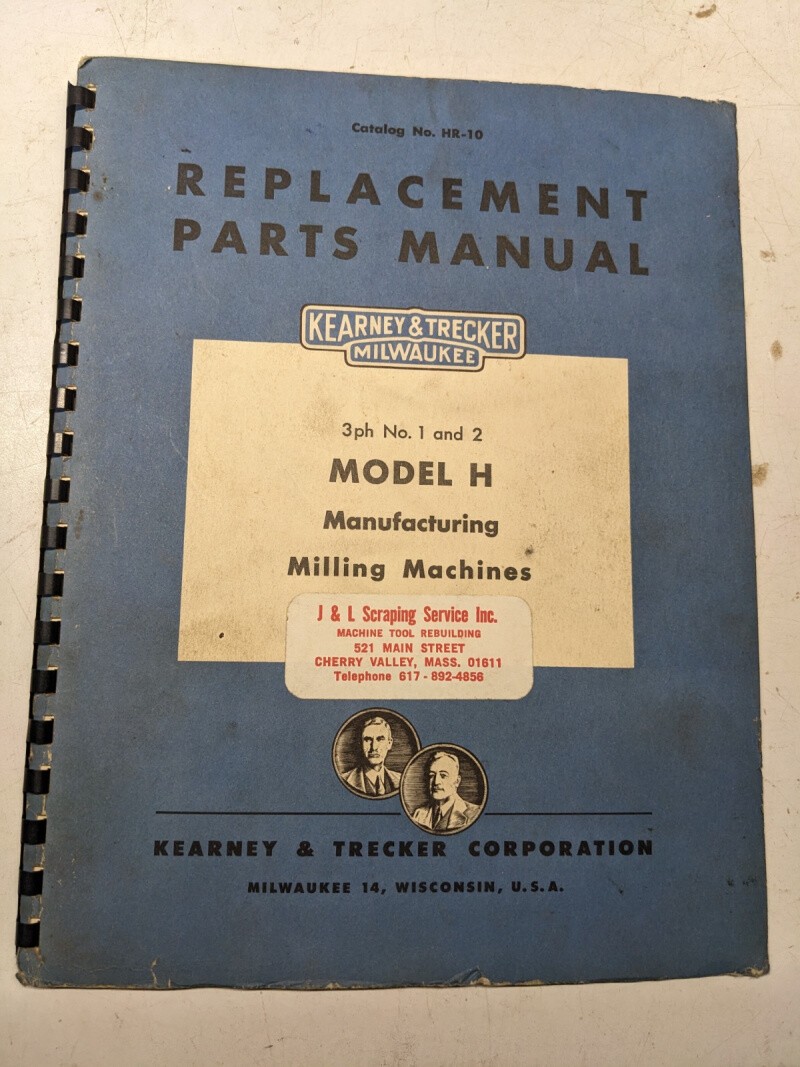 Catalog No. HR-10
REPLACEMENT
PARTS MANUAL
KEARNEY & TRECKER
MILWAUKEE
3ph No. 1 and 2
MODEL H
Manufacturing
Milling Machines
J & L Scraping Service Inc.
MACHINE TOOL REBUILDING
521 MAIN STREET
CHERRY VALLEY, MASS. 01611
Telephone 617-892-4856
KEARNEY & TRECKER CORPORATION
MILWAUKEE 14, WISCONSIN, U.S.A.